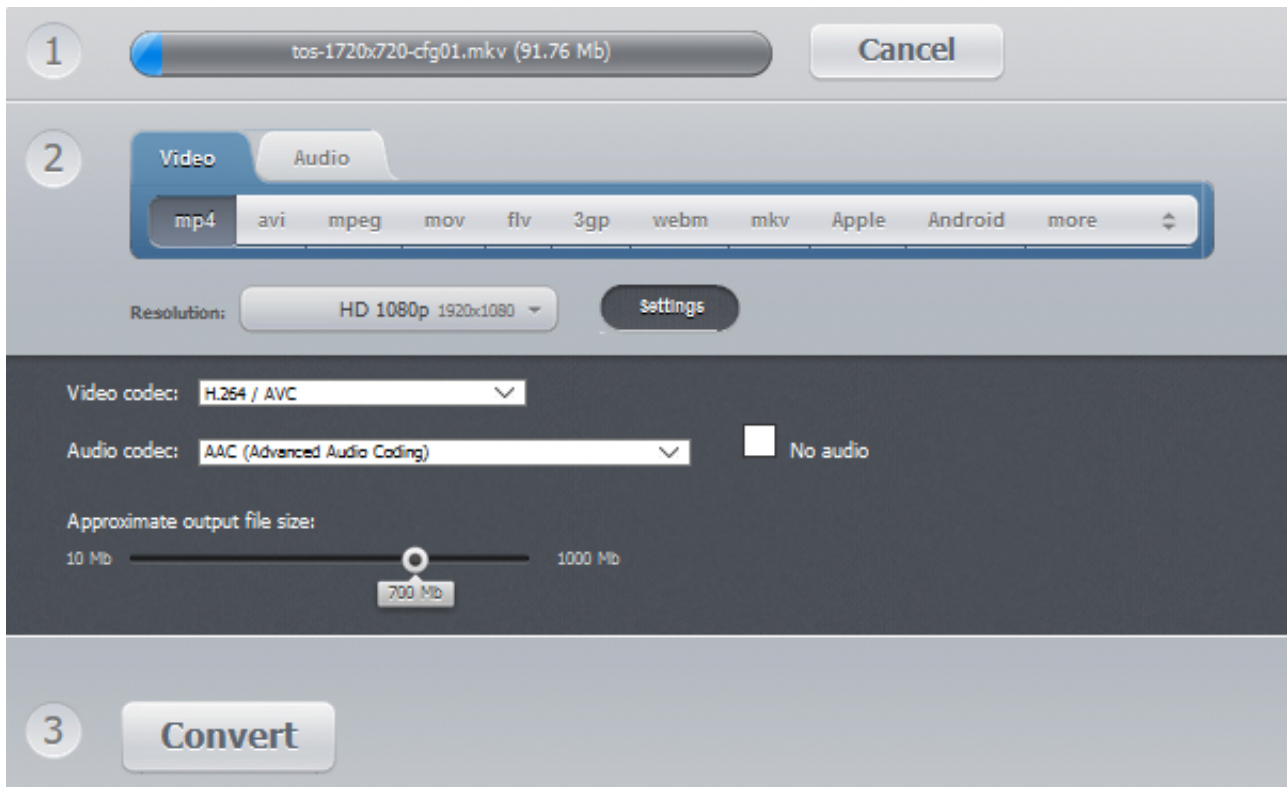 1
tos-1720x720-cfg01.mkv (91.76 Mb)
Cancel
2
Video
Audio
mp4
avi
mpeg
mov
flv
3gp
webm
mkv
Apple
Android
more
Resolution:
HD 1080p 1920x1080
Settings
Video codec:
H.264 / AVC
Audio codec:
AAC (Advanced Audio Coding)
No audio
Approximate output file size:
10 Mb
1000 Mb
700 Mb
3
Convert